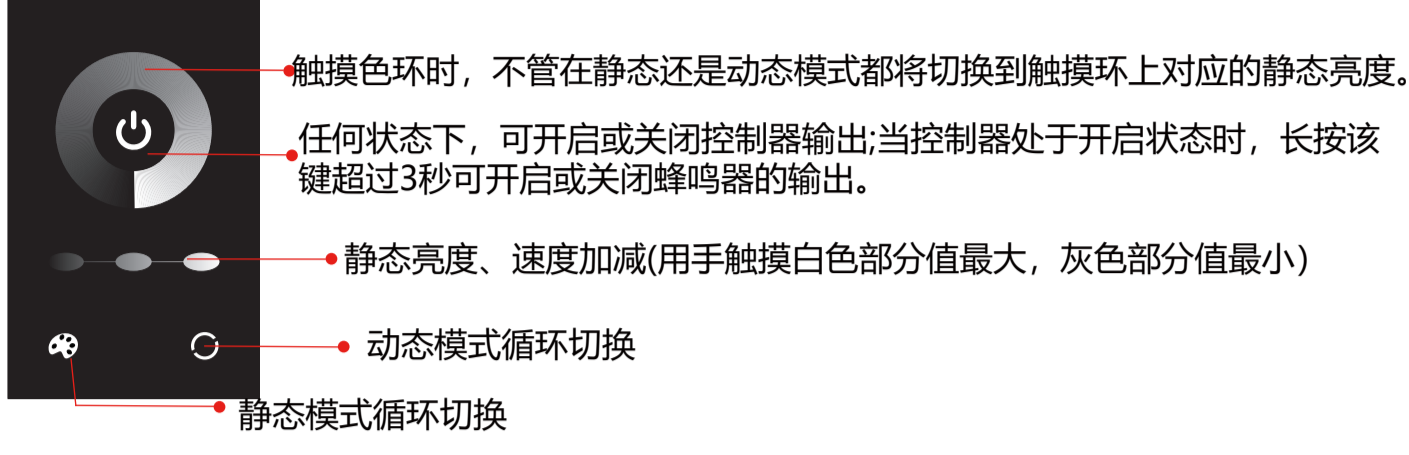 触摸色环时，不管在静态还是动态模式都将切换到触摸环上对应的静态亮度。
任何状态下，可开启或关闭控制器输出;当控制器处于开启状态时，长按该
键超过3秒可开启或关闭蜂鸣器的输出。
静态亮度、速度加减(用手触摸白色部分值最大，灰色部分值最小）
动态模式循环切换
静态模式循环切换